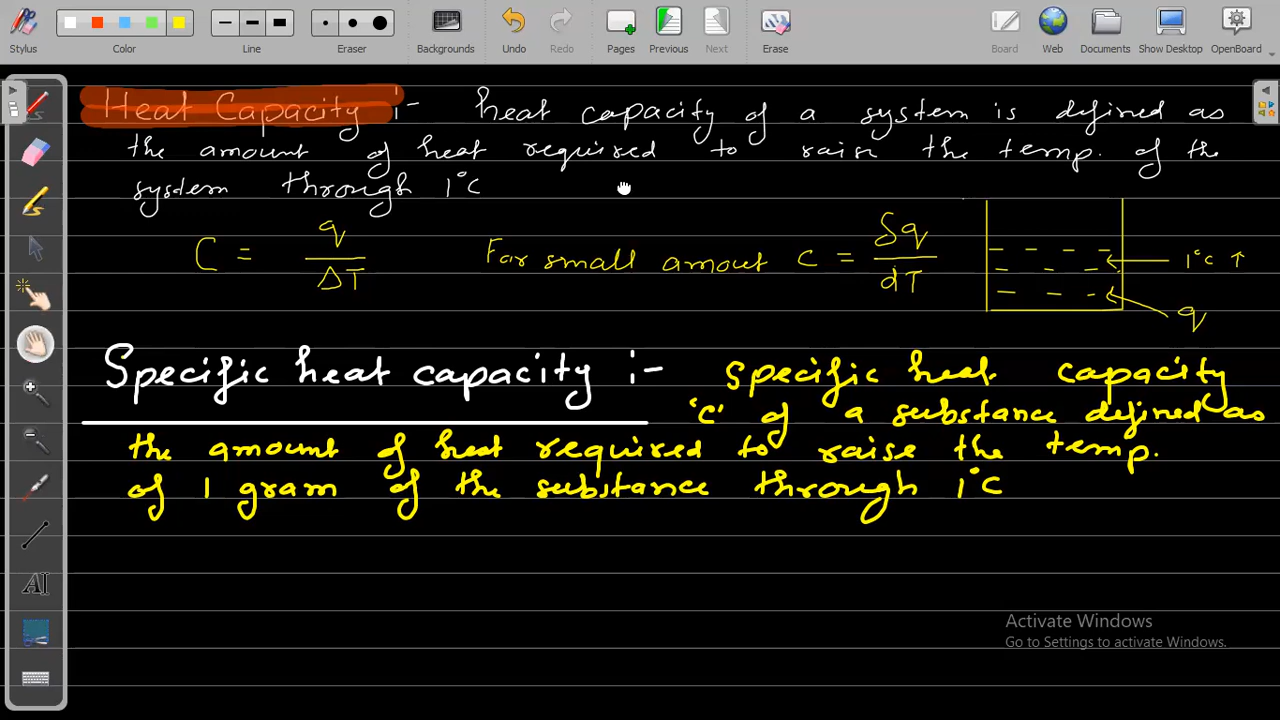 Stylus
Color
Line
Eraser
Backgrounds
Undo
Redo
Pages
Previous
Next
Erase
Board
Web
Documents
Show Desktop
OpenBoard
Heat Capacity :- heat capacity of a system is defined as
the amount of heat required to raise the temp. of the
system through 1°C
C = q/ΔT For small amount C = δq/dT
1°C ↑
q
Specific heat capacity :- specific heat capacity
'c' of a substance defined as
the amount of heat required to raise the temp.
of 1 gram of the substance through 1°C
AI
Activate Windows
Go to Settings to activate Windows.